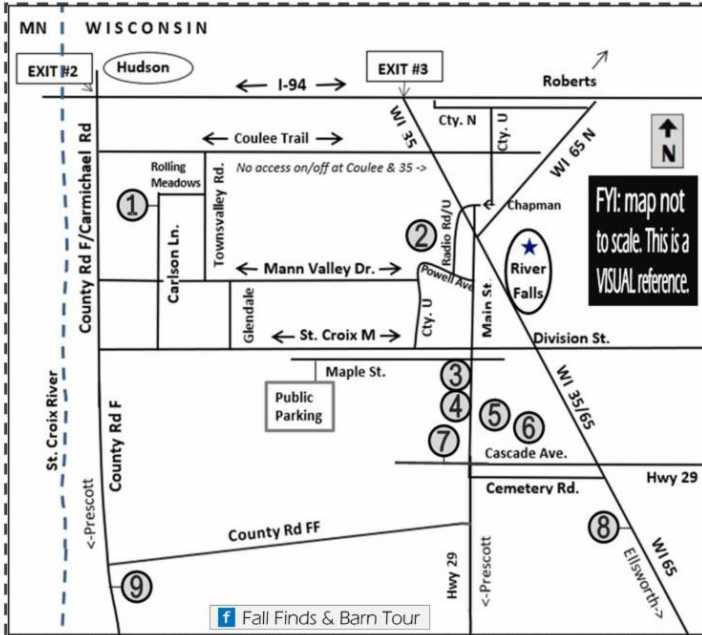 MN WISCONSIN
EXIT #2
Hudson
EXIT #3
Roberts
I-94
Cty. N
Cty. U
WI 35
WI 65 N
Coulee Trail
N
Rolling
Meadows
No access on/off at Coulee & 35 ->
Townsvalley Rd.
1
County Rd F/Carmichael Rd
Carlson Ln.
Chapman
2
Radio Rd/U
FYI: map not
to scale. This is a
VISUAL reference.
River
Falls
Mann Valley Dr.
Powell Ave
Main St.
Glendale
Cty. U
St. Croix M
Division St.
Maple St.
3
Public
Parking
4
5
6
WI 35/65
St. Croix River
County Rd F
7
Cascade Ave.
Hwy 29
Cemetery Rd.
<-Prescott
County Rd FF
8
WI 65
Ellsworth->
9
Hwy 29
<-Prescott
f Fall Finds & Barn Tour